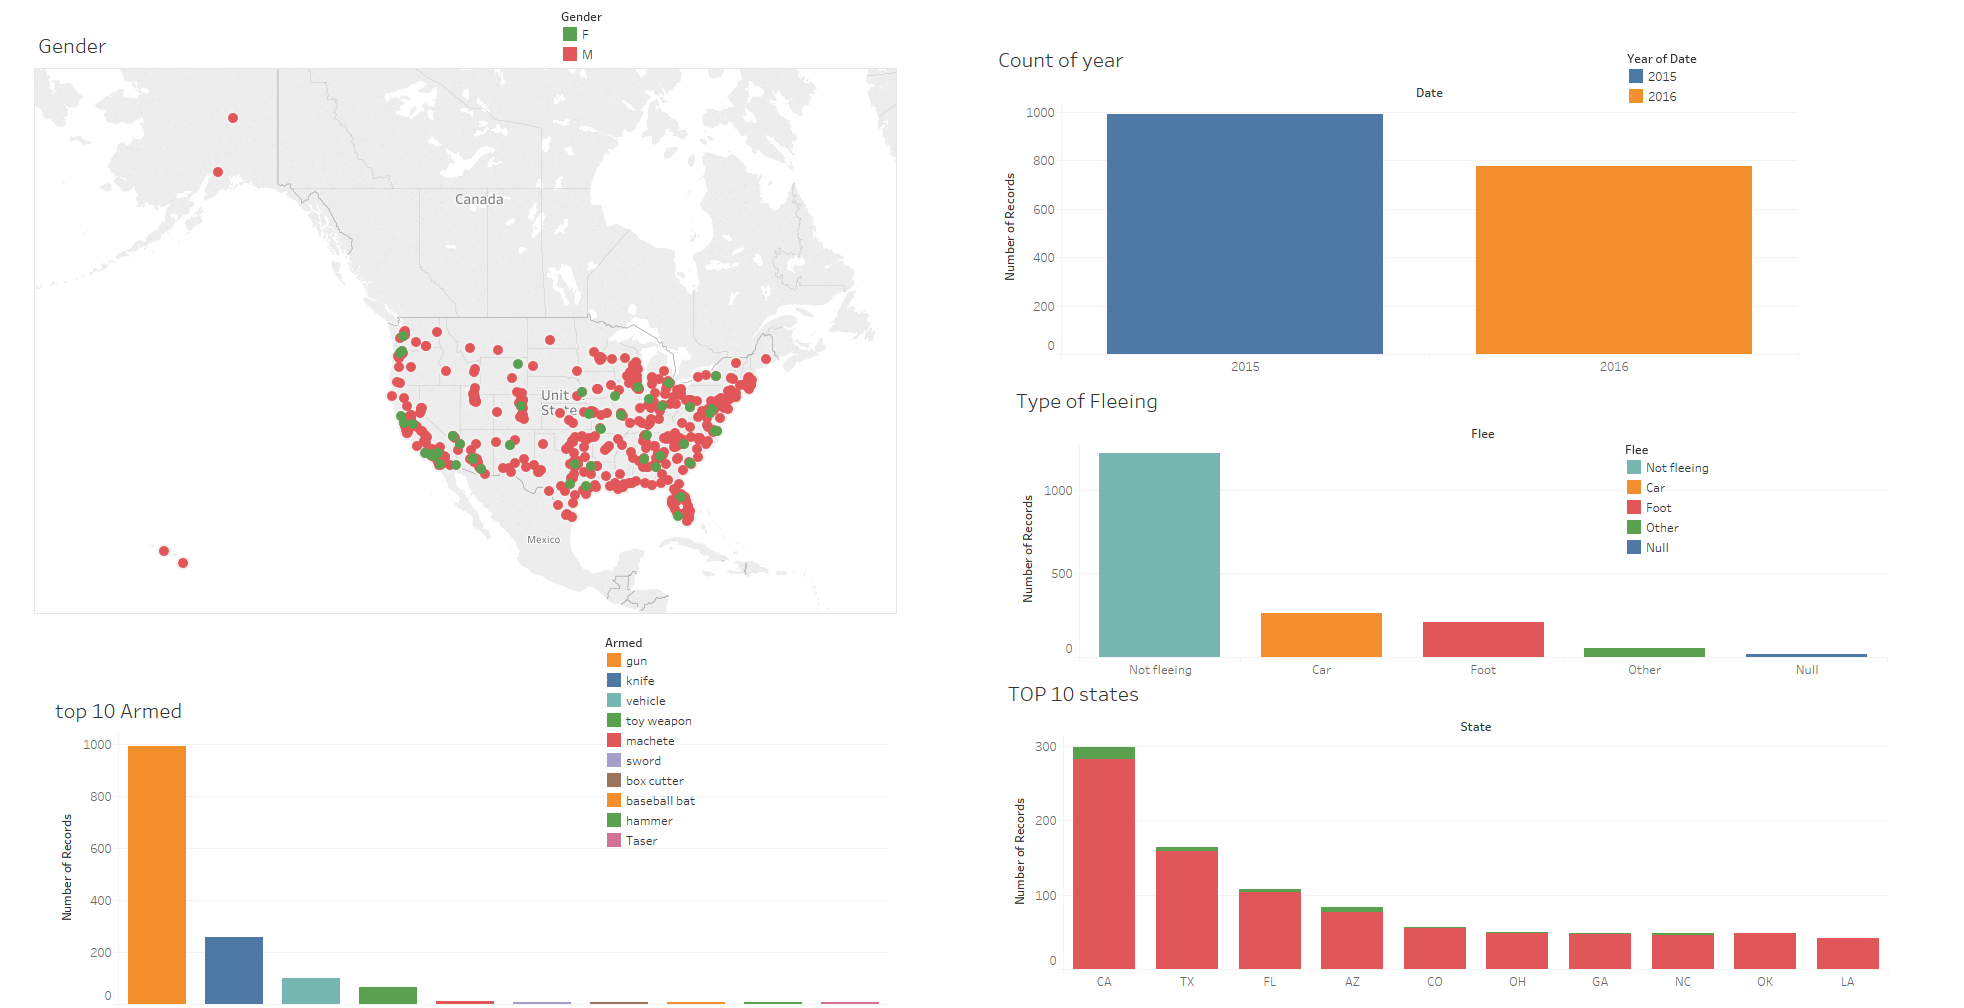 Gender
F
M
Gender
Canada
Unit
State
Mexico
Count of year
Year of Date
2015
2016
Date
Number of Records
1000
800
600
400
200
0
2015
2016
Type of Fleeing
Flee
Flee
Not fleeing
Car
Foot
Other
Null
Number of Records
1000
500
0
Not fleeing
Car
Foot
Other
Null
Armed
gun
knife
vehicle
toy weapon
machete
sword
box cutter
baseball bat
hammer
Taser
top 10 Armed
Number of Records
1000
800
600
400
200
0
TOP 10 states
State
Number of Records
300
200
100
0
CA
TX
FL
AZ
CO
OH
GA
NC
OK
LA